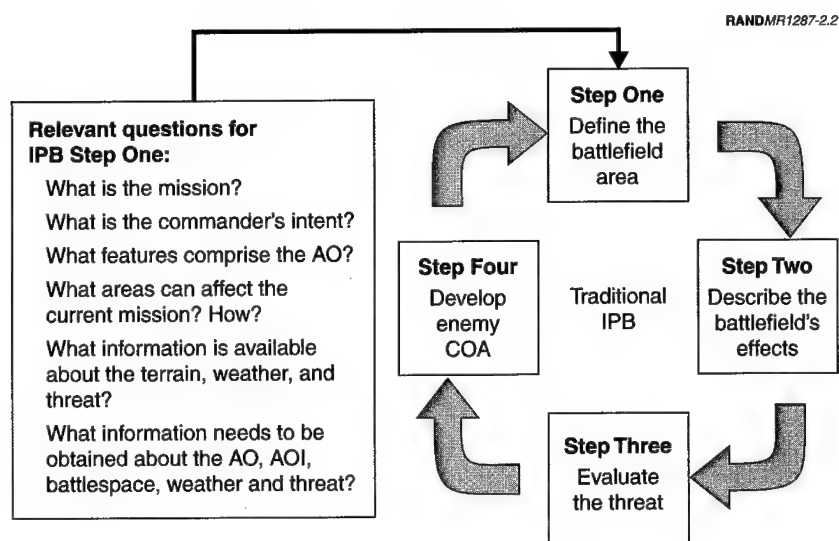 RANDMR1287-2.2
Relevant questions for
IPB Step One:
What is the mission?
What is the commander's intent?
What features comprise the AO?
What areas can affect the
current mission? How?
What information is available
about the terrain, weather, and
threat?
What information needs to be
obtained about the AO, AOI,
battlespace, weather and threat?
Step One
Define the
battlefield
area
Step Two
Describe the
battlefield's
effects
Step Three
Evaluate
the threat
Step Four
Develop
enemy
COA
Traditional
IPB